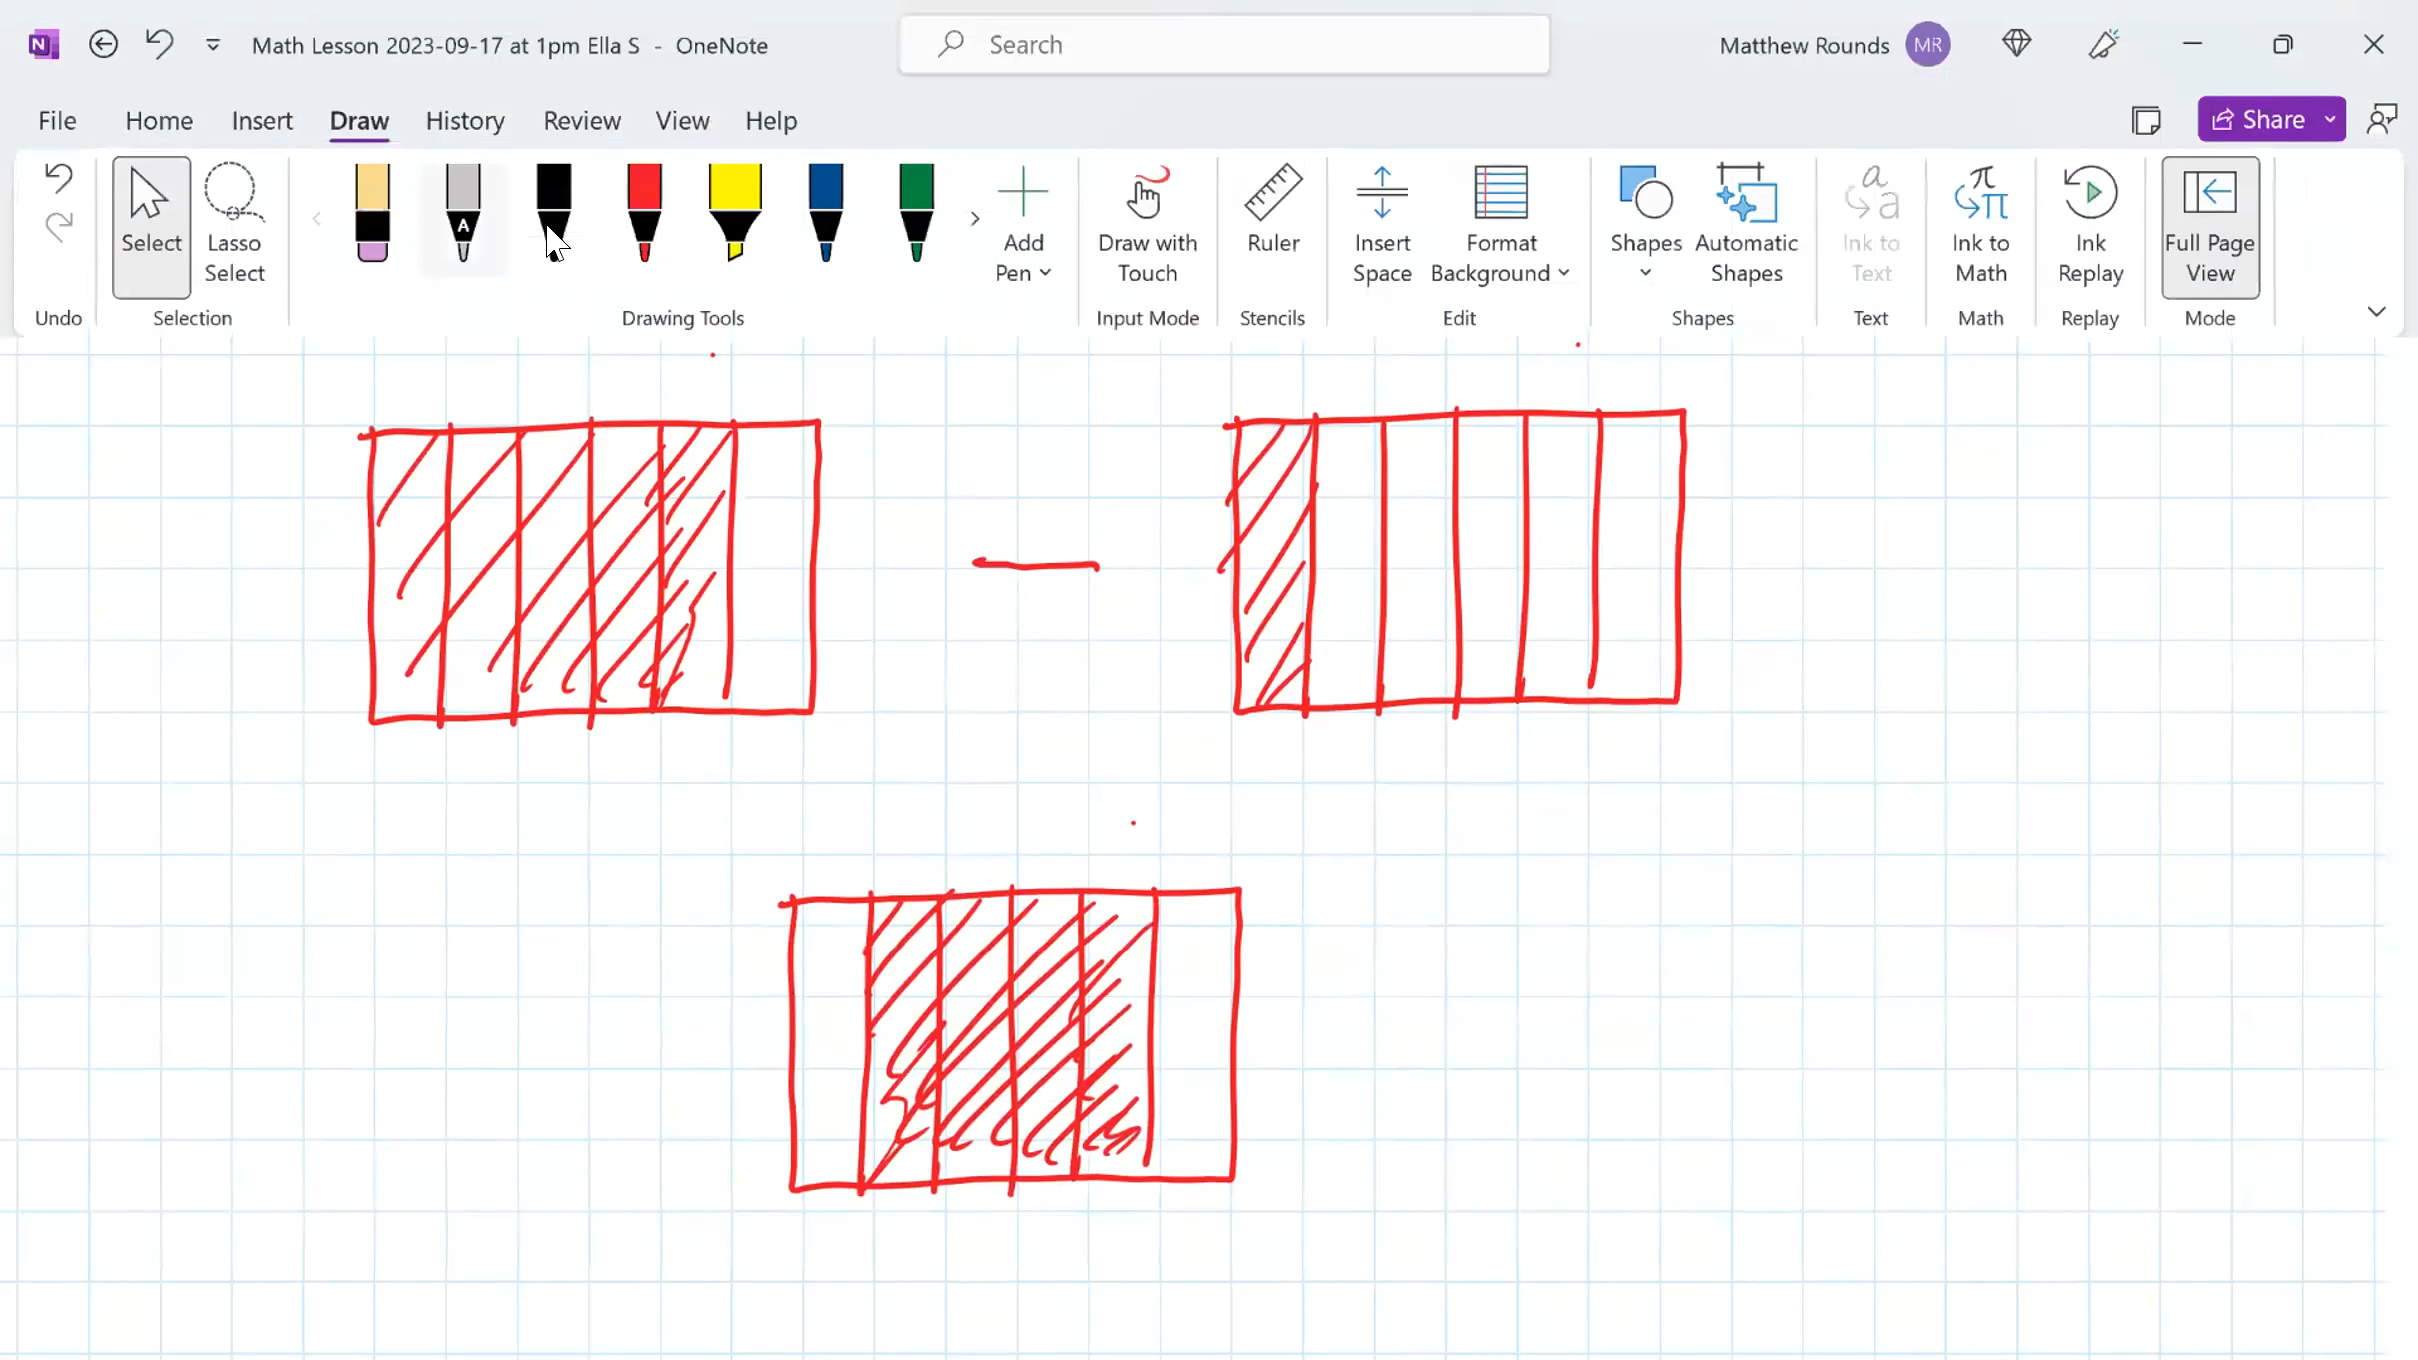 N Math Lesson 2023-09-17 at 1pm Ella S - OneNote Search Matthew Rounds MR
File Home Insert Draw History Review View Help Share
A
Select Lasso Select Add Pen Draw with Touch Ruler Insert Space Format Background Shapes Automatic Shapes Ink to Text Ink to Math Ink Replay Full Page View
Undo Selection Drawing Tools Input Mode Stencils Edit Shapes Text Math Replay Mode